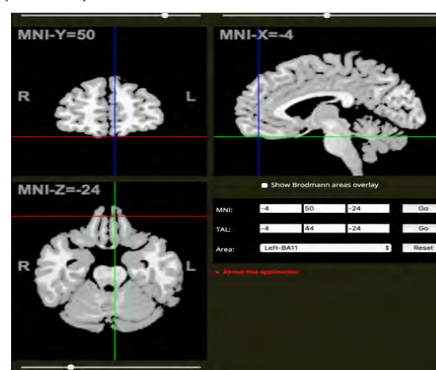 MNI-Y=50
MNI-X=-4
R
L
MNI-Z=-24
R
L
Show Brodmann areas overlay
MNI: -4 50 -24 Go
TAL: -4 44 -24 Go
Area: Left-BA11 Reset
About this application